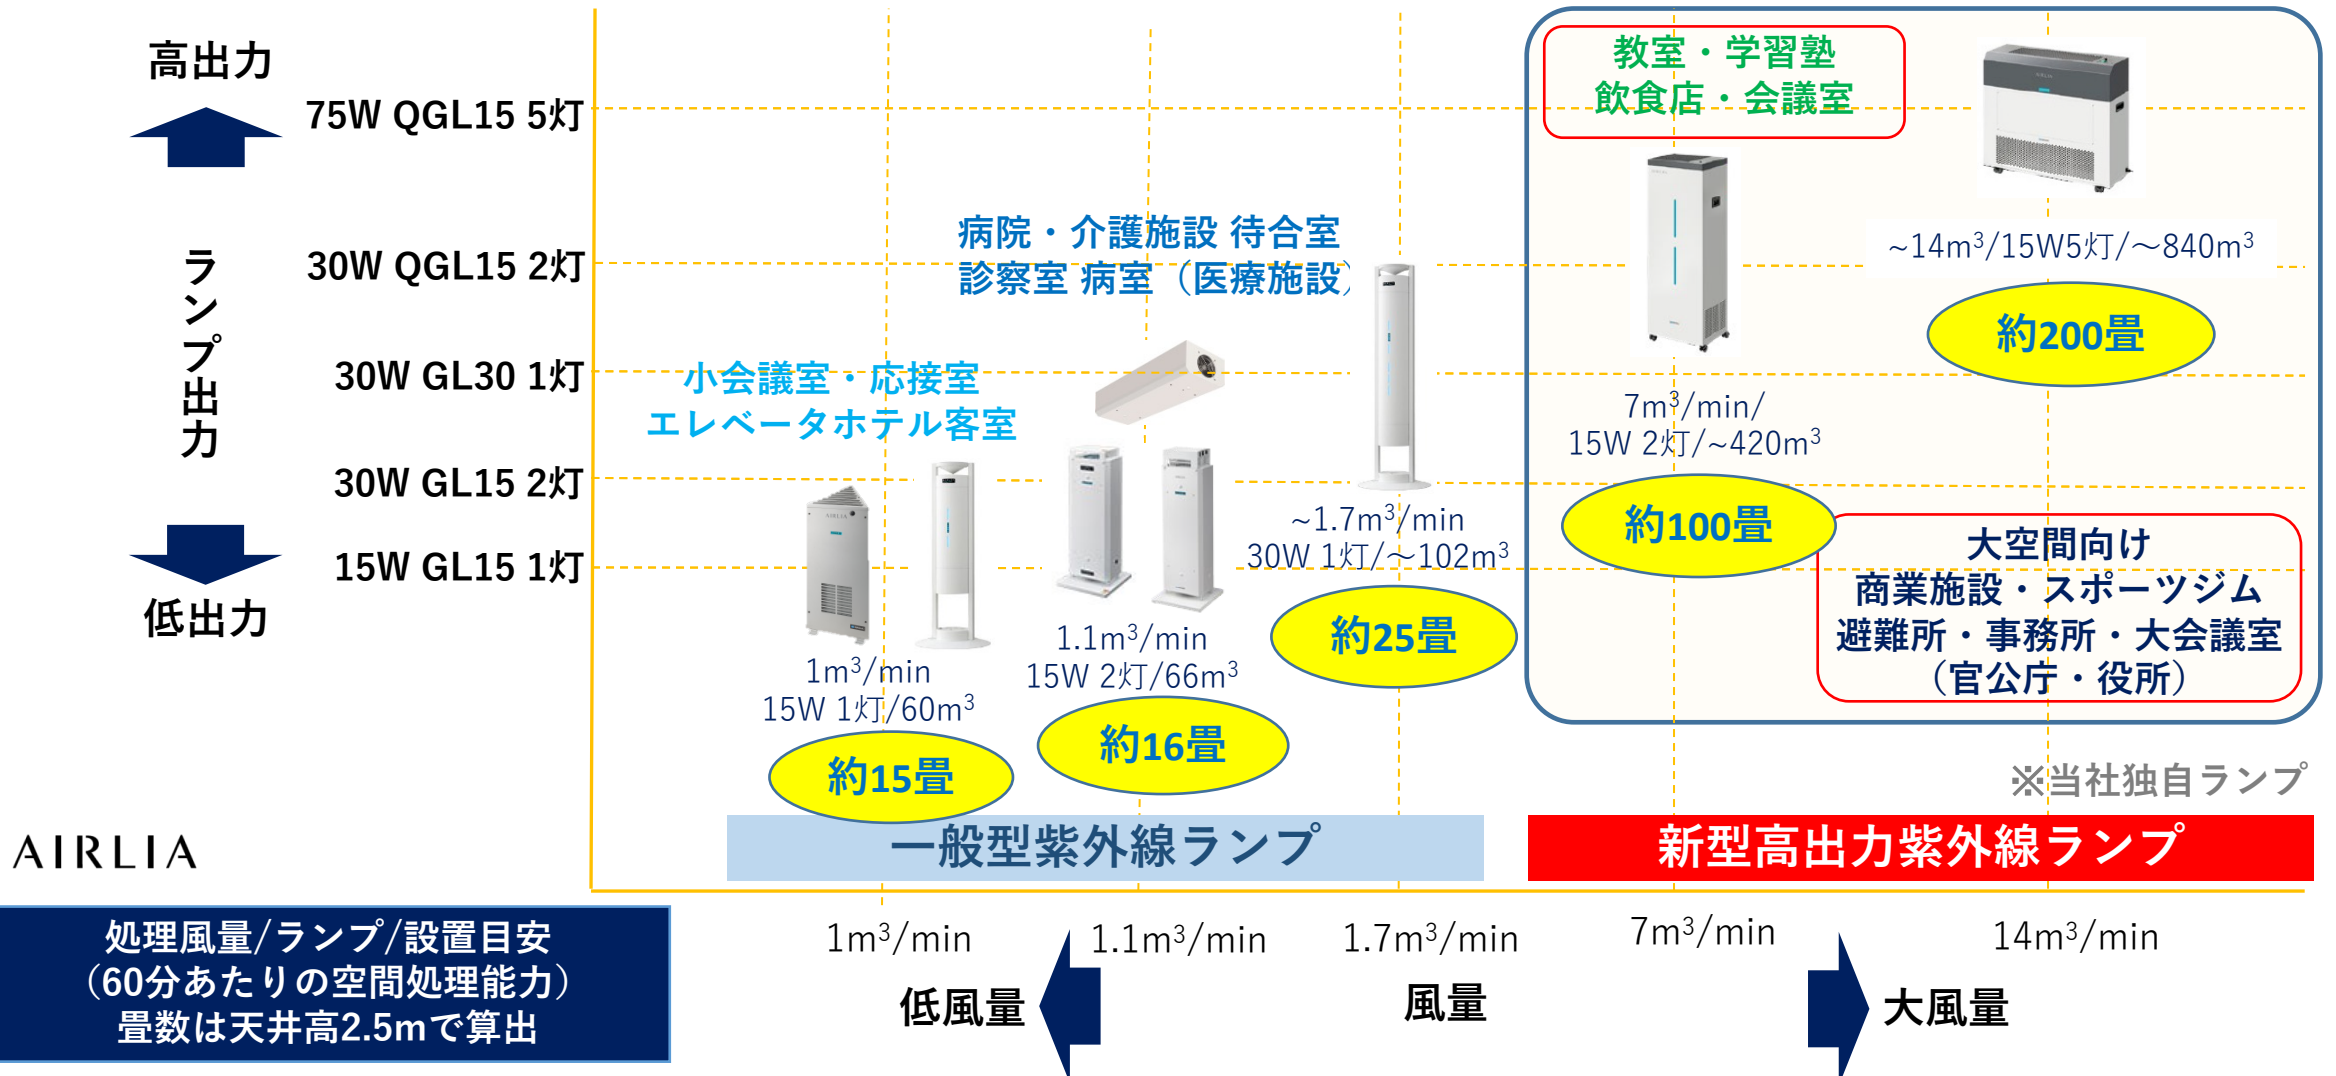 高出力
ランプ出力
低出力
75W QGL15 5灯
30W QGL15 2灯
30W GL30 1灯
30W GL15 2灯
15W GL15 1灯
教室・学習塾
飲食店・会議室
病院・介護施設 待合室
診察室 病室（医療施設）
小会議室・応接室
エレベータホテル客室
~14m³/15W5灯/～840m³
約200畳
7m³/min/
15W 2灯/~420m³
約100畳
~1.7m³/min
30W 1灯/～102m³
約25畳
1.1m³/min
15W 2灯/66m³
約16畳
1m³/min
15W 1灯/60m³
約15畳
大空間向け
商業施設・スポーツジム
避難所・事務所・大会議室
（官公庁・役所）
※当社独自ランプ
一般型紫外線ランプ
新型高出力紫外線ランプ
AIRLIA
処理風量/ランプ/設置目安
（60分あたりの空間処理能力）
畳数は天井高2.5mで算出
1m³/min
1.1m³/min
1.7m³/min
7m³/min
14m³/min
低風量
風量
大風量